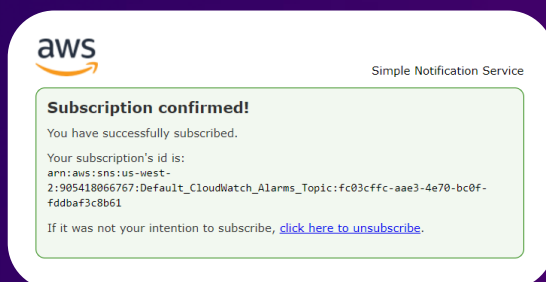 aws
Simple Notification Service
Subscription confirmed!
You have successfully subscribed.
Your subscription's id is:
arn:aws:sns:us-west-
2:905418066767:Default_CloudWatch_Alarms_Topic:fc03cffc-aae3-4e70-bc0f-
fddbaf3c8b61
If it was not your intention to subscribe, click here to unsubscribe.